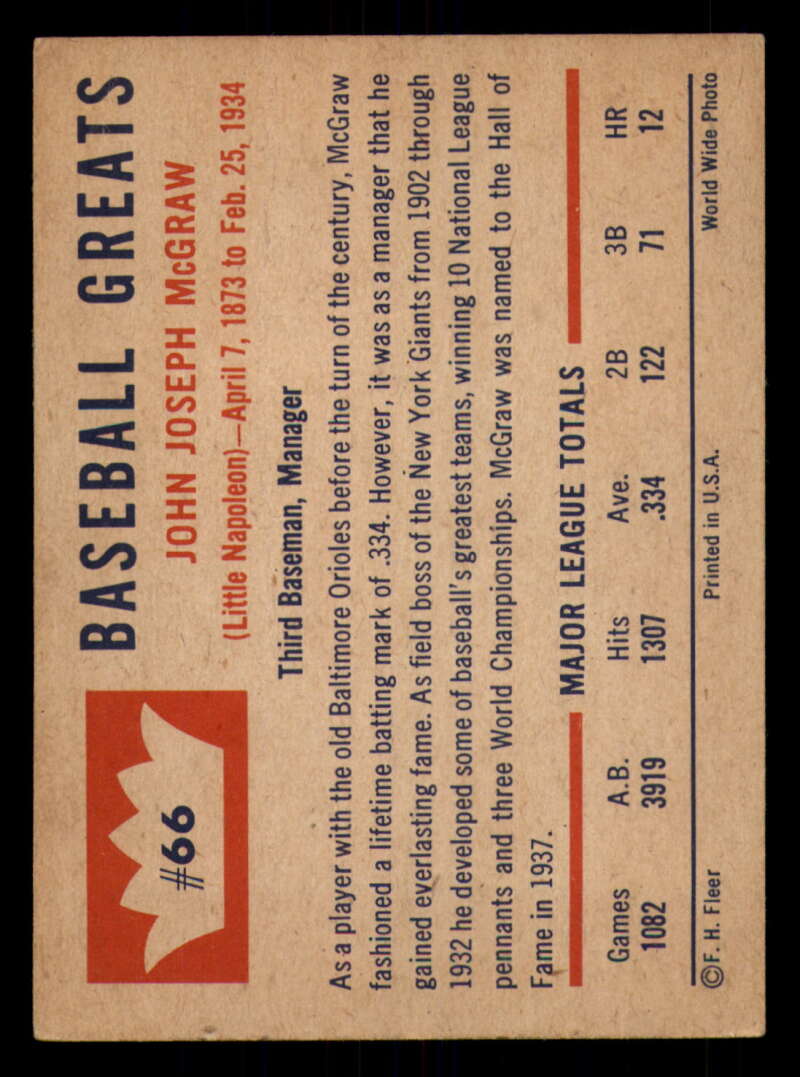 #66
BASEBALL GREATS
JOHN JOSEPH McGRAW
(Little Napoleon)—April 7, 1873 to Feb. 25, 1934
Third Baseman, Manager
As a player with the old Baltimore Orioles before the turn of the century, McGraw
fashioned a lifetime batting mark of .334. However, it was as a manager that he
gained everlasting fame. As field boss of the New York Giants from 1902 through
1932 he developed some of baseball's greatest teams, winning 10 National League
pennants and three World Championships. McGraw was named to the Hall of
Fame in 1937.
MAJOR LEAGUE TOTALS
Games A.B. Hits Ave. 2B 3B HR
1082 3919 1307 .334 122 71 12
©F. H. Fleer Printed in U.S.A. World Wide Photo